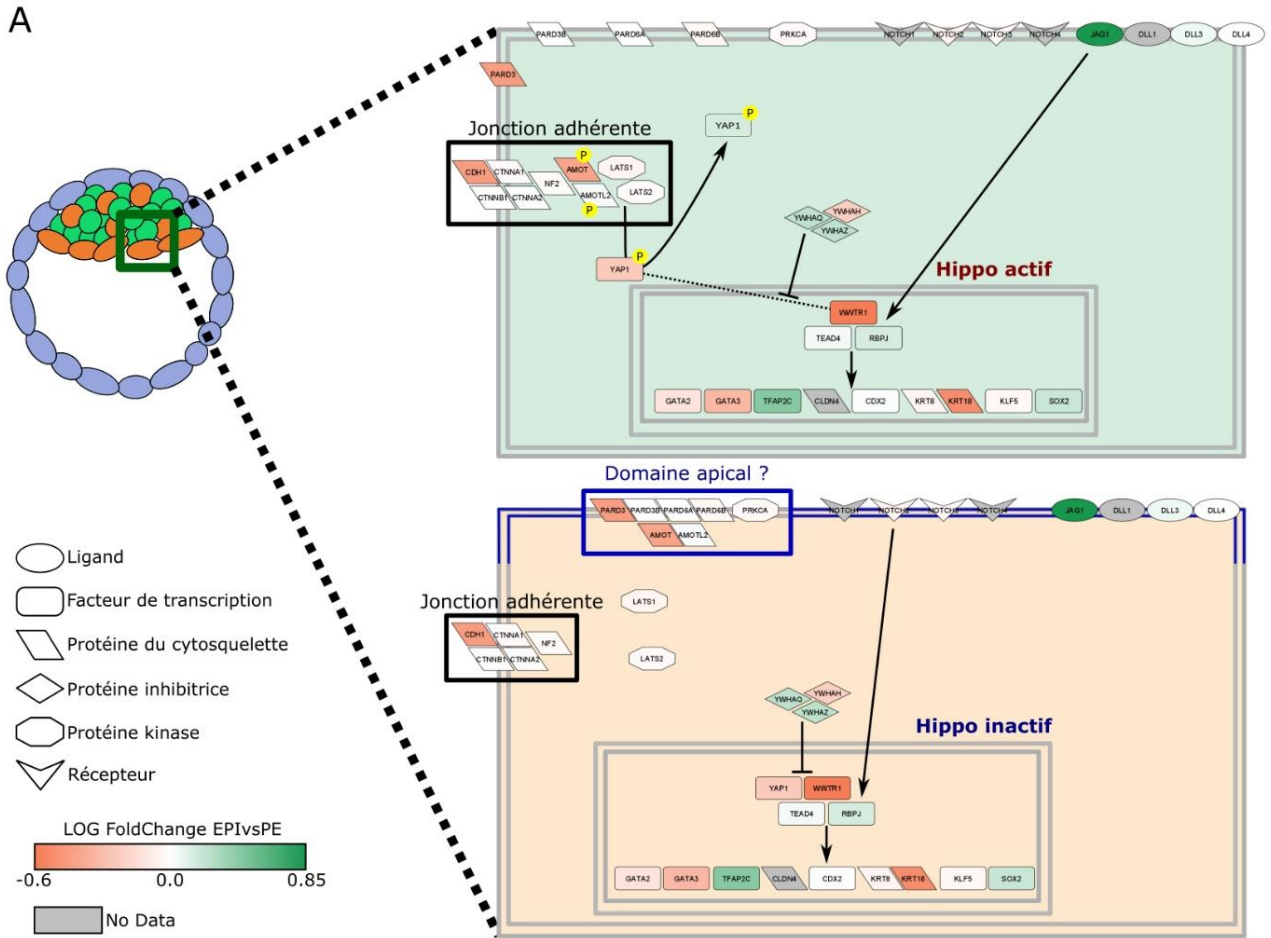 A
PARD3B PARD6A PARD6B PRKCA NOTCH1 NOTCH2 NOTCH3 NOTCH4 JAG1 DLL1 DLL3 DLL4
PARD3
P
YAP1
Jonction adhérente
P
CDH1 CTNNA1 AMOT LATS1
NF2
CTNNB1 CTNNA2 AMOTL2 LATS2
P
YWHAQ YWHAH
YWHAZ
P
YAP1
Hippo actif
WWTR1
TEAD4 RBPJ
GATA2 GATA3 TFAP2C CLDN4 CDX2 KRT8 KRT18 KLF5 SOX2
Domaine apical ?
PARD3 PARD3B PARD6A PARD6B PRKCA NOTCH1 NOTCH2 NOTCH3 NOTCH4 JAG1 DLL1 DLL3 DLL4
AMOT AMOTL2
Jonction adhérente
LATS1
CDH1 CTNNA1
NF2
CTNNB1 CTNNA2
LATS2
YWHAQ YWHAH
YWHAZ
Hippo inactif
YAP1 WWTR1
TEAD4 RBPJ
GATA2 GATA3 TFAP2C CLDN4 CDX2 KRT8 KRT18 KLF5 SOX2
Ligand
Facteur de transcription
Protéine du cytosquelette
Protéine inhibitrice
Protéine kinase
Récepteur
LOG FoldChange EPIvsPE
-0.6 0.0 0.85
No Data